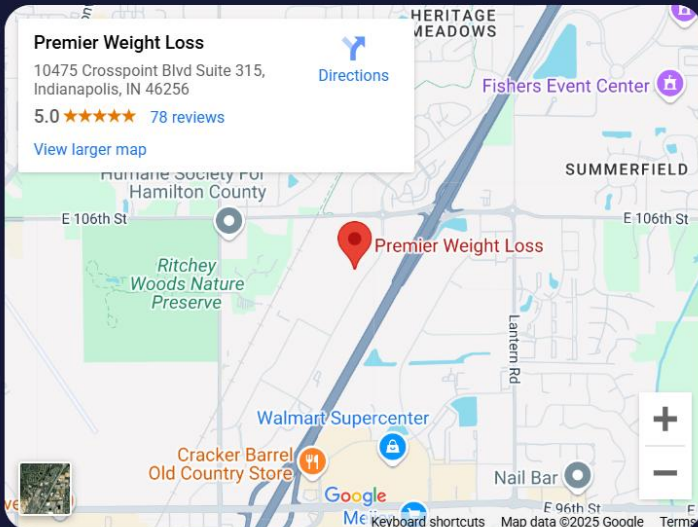 HERITAGE
MEADOWS
Premier Weight Loss
10475 Crosspoint Blvd Suite 315,
Indianapolis, IN 46256
Directions
5.0
78 reviews
View larger map
Fishers Event Center
Humane Society For
Hamilton County
SUMMERFIELD
E 106th St
E 106th St
Premier Weight Loss
Ritchey
Woods Nature
Preserve
Lantern Rd
Walmart Supercenter
Cracker Barrel
Old Country Store
Nail Bar
Google
E 96th St
Keyboard shortcuts
Map data ©2025 Google